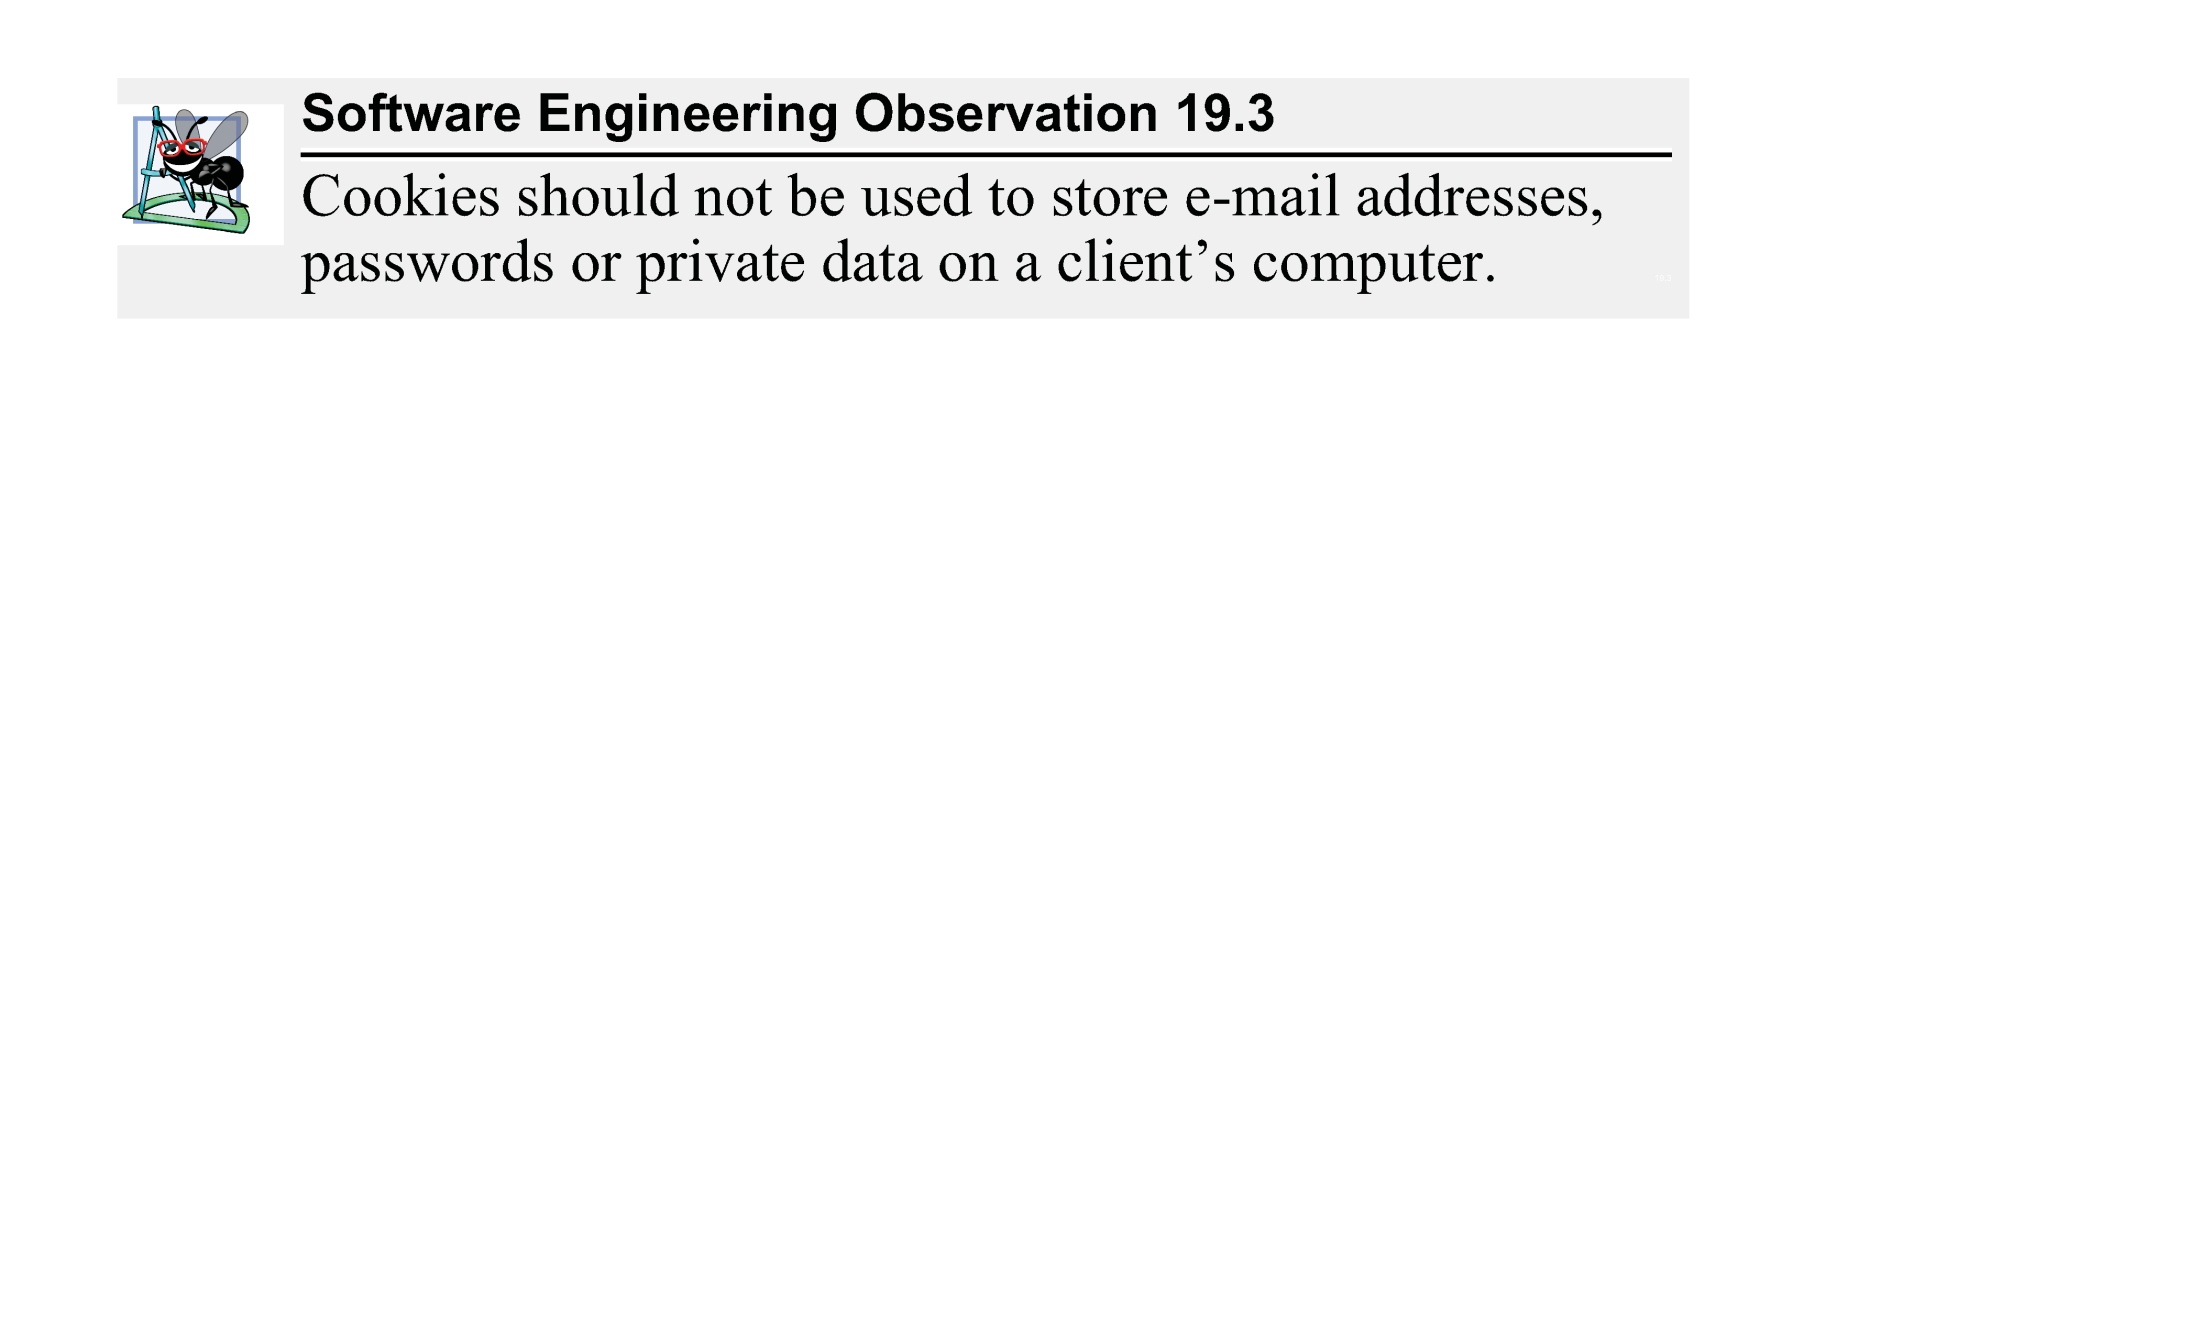 Software Engineering Observation 19.3
Cookies should not be used to store e-mail addresses,
passwords or private data on a client’s computer.